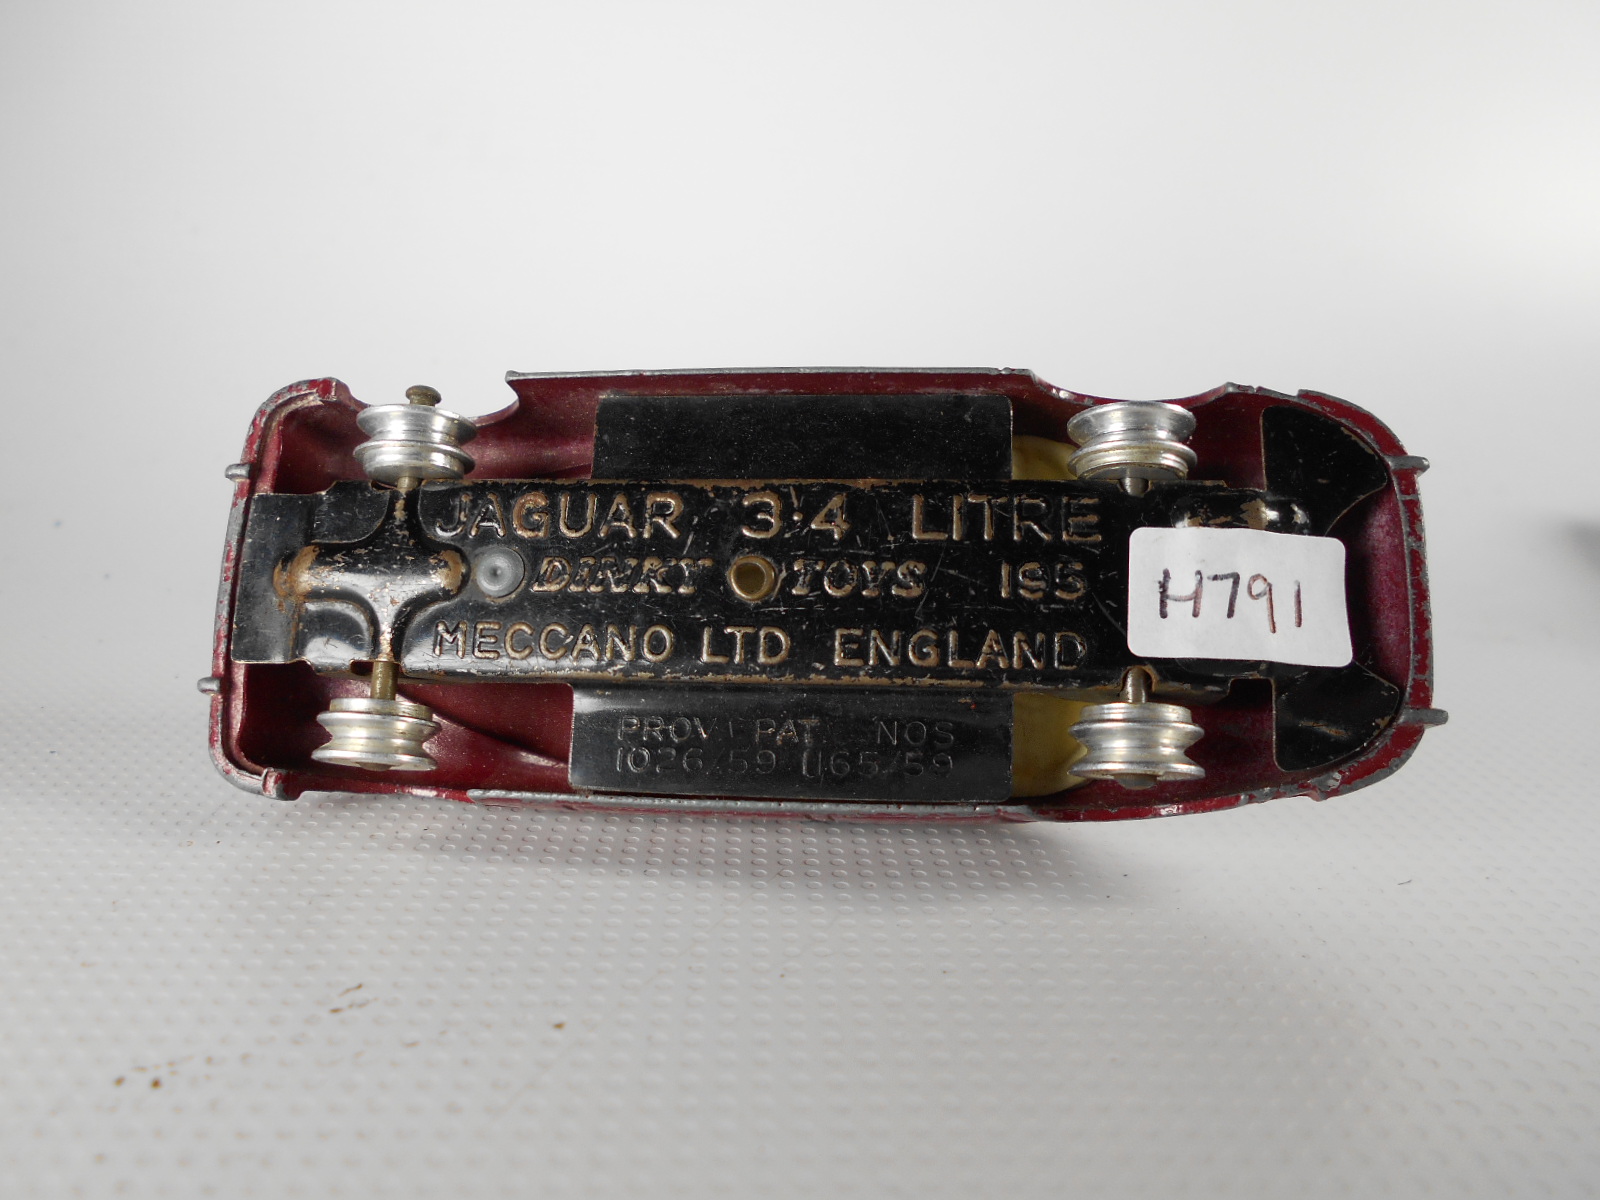 JAGUAR 3.4 LITRE
DINKY TOYS 195
MECCANO LTD ENGLAND
H791
PROV PAT NOS
1026/59 1165/59